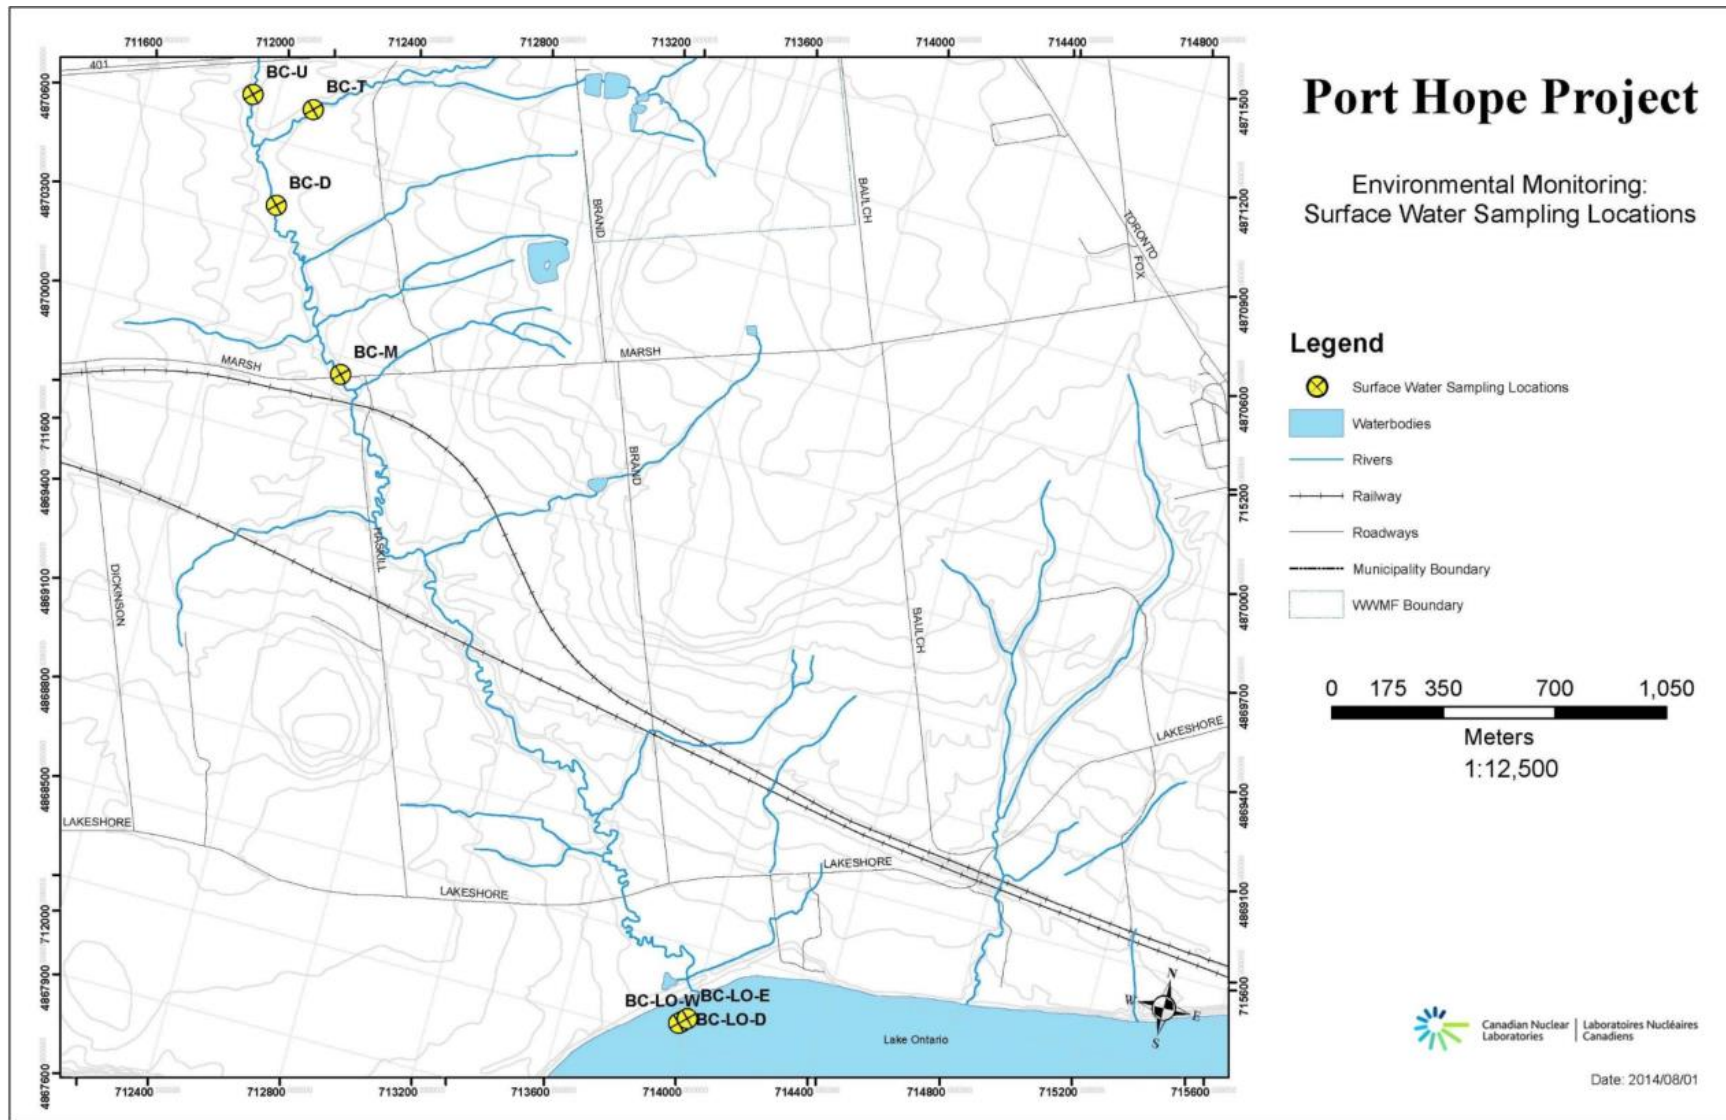 711600
712000
712400
712800
713200
713600
714000
714400
714800
401
BC-U
BC-T
BC-D
BC-M
MARSH
MARSH
BRAND
BRAND
BAULCH
BAULCH
TORONTO
FOX
HASKILL
DICKINSON
LAKESHORE
LAKESHORE
LAKESHORE
LAKESHORE
BC-LO-W
BC-LO-E
BC-LO-D
Lake Ontario
N
W
E
S
4870600
4870300
4870000
711600
4869400
4869100
4868800
4868500
712000
4867900
4867600
4871500
4871200
4870900
4870600
715200
4870000
4869700
4869400
4869100
715600
712400
712800
713200
713600
714000
714400
714800
715200
715600
Port Hope Project
Environmental Monitoring:
Surface Water Sampling Locations
Legend
Surface Water Sampling Locations
Waterbodies
Rivers
Railway
Roadways
Municipality Boundary
WWMF Boundary
0 175 350 700 1,050
Meters
1:12,500
Canadian Nuclear Laboratories
Laboratoires Nucléaires Canadiens
Date: 2014/08/01